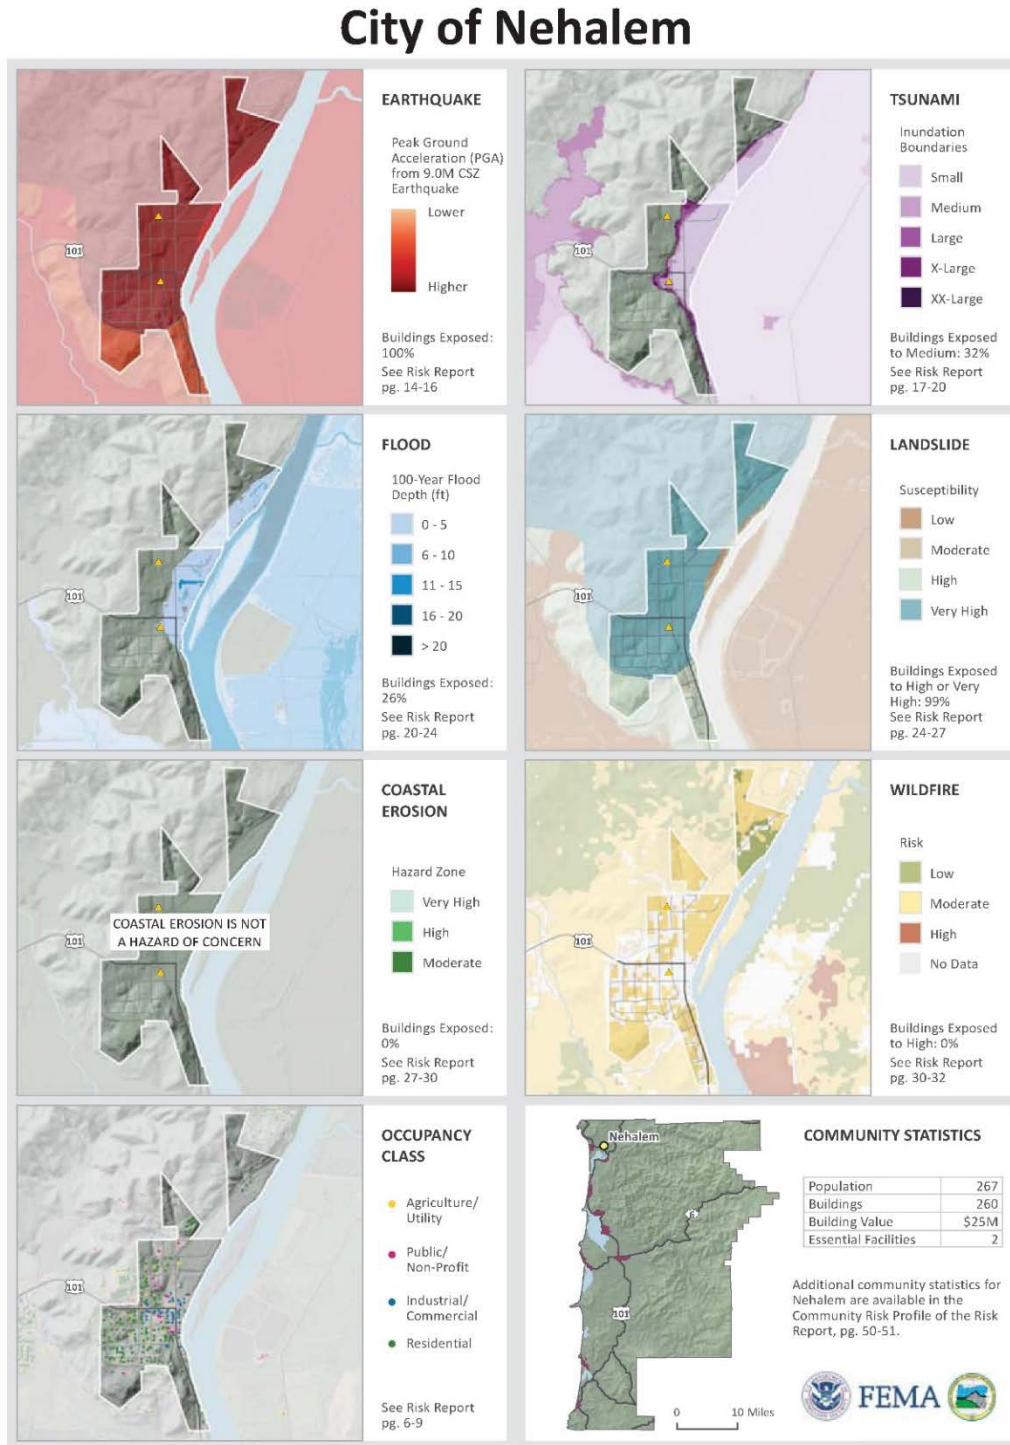 City of Nehalem
EARTHQUAKE
Peak Ground
Acceleration (PGA)
from 9.0M CSZ
Earthquake
Lower
Higher
Buildings Exposed:
100%
See Risk Report
pg. 14-16
101
TSUNAMI
Inundation
Boundaries
Small
Medium
Large
X-Large
XX-Large
Buildings Exposed
to Medium: 32%
See Risk Report
pg. 17-20
101
FLOOD
100-Year Flood
Depth (ft)
0 - 5
6 - 10
11 - 15
16 - 20
> 20
Buildings Exposed:
26%
See Risk Report
pg. 20-24
101
LANDSLIDE
Susceptibility
Low
Moderate
High
Very High
Buildings Exposed
to High or Very
High: 99%
See Risk Report
pg. 24-27
101
COASTAL
EROSION
Hazard Zone
Very High
High
Moderate
Buildings Exposed:
0%
See Risk Report
pg. 27-30
COASTAL EROSION IS NOT
A HAZARD OF CONCERN
101
WILDFIRE
Risk
Low
Moderate
High
No Data
Buildings Exposed
to High: 0%
See Risk Report
pg. 30-32
101
OCCUPANCY
CLASS
Agriculture/
Utility
Public/
Non-Profit
Industrial/
Commercial
Residential
See Risk Report
pg. 6-9
101
Nehalem
6
101
0 10 Miles
COMMUNITY STATISTICS
Population 267
Buildings 260
Building Value $25M
Essential Facilities 2
Additional community statistics for
Nehalem are available in the
Community Risk Profile of the Risk
Report, pg. 50-51.
FEMA